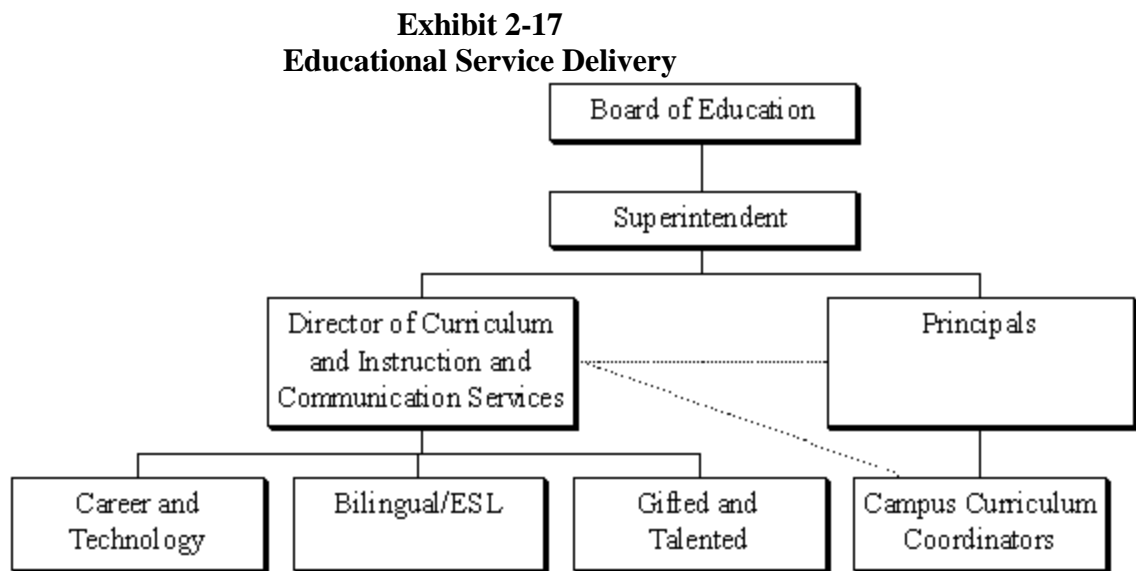 Exhibit 2-17
Educational Service Delivery
Board of Education
Superintendent
Director of Curriculum
and Instruction and
Communication Services
Principals
Career and
Technology
Bilingual/ESL
Gifted and
Talented
Campus Curriculum
Coordinators